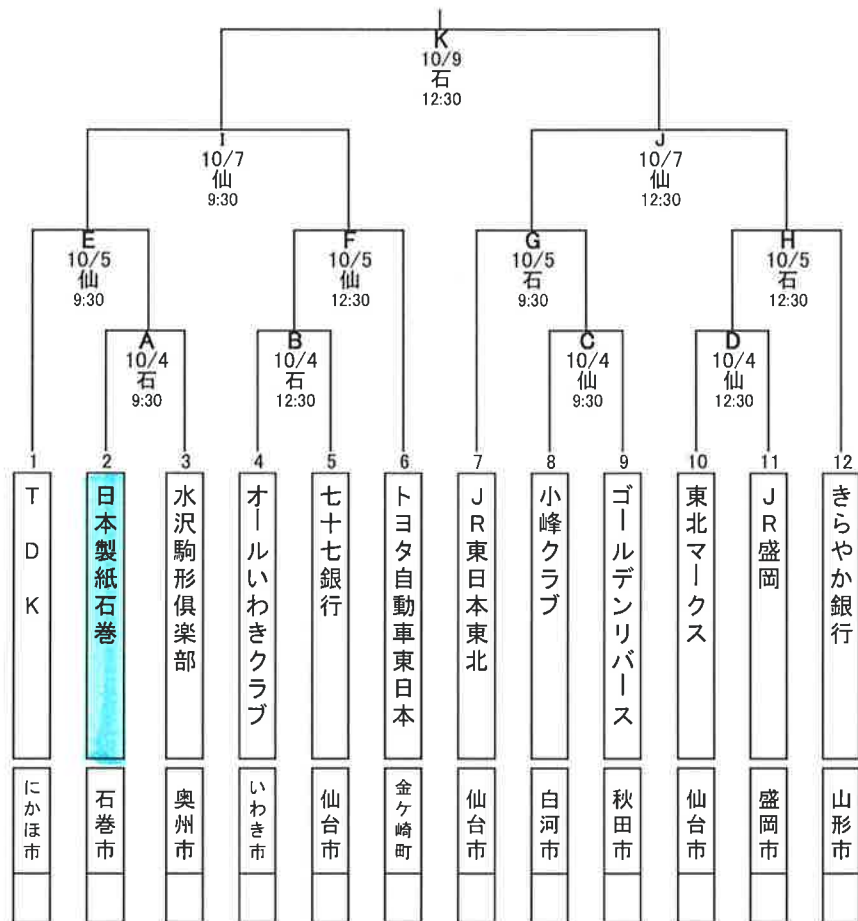 K
10/9
石
12:30
I
10/7
仙
9:30
J
10/7
仙
12:30
E
10/5
仙
9:30
F
10/5
仙
12:30
G
10/5
石
9:30
H
10/5
石
12:30
A
10/4
石
9:30
B
10/4
石
12:30
C
10/4
仙
9:30
D
10/4
仙
12:30
1
2
3
4
5
6
7
8
9
10
11
12
TDK
日本製紙石巻
水沢駒形倶楽部
オールいわきクラブ
七十七銀行
トヨタ自動車東日本
JR東日本東北
小峰クラブ
ゴールデンリバース
東北マークス
JR盛岡
きらやか銀行
にかほ市
石巻市
奥州市
いわき市
仙台市
金ケ崎町
仙台市
白河市
秋田市
仙台市
盛岡市
山形市